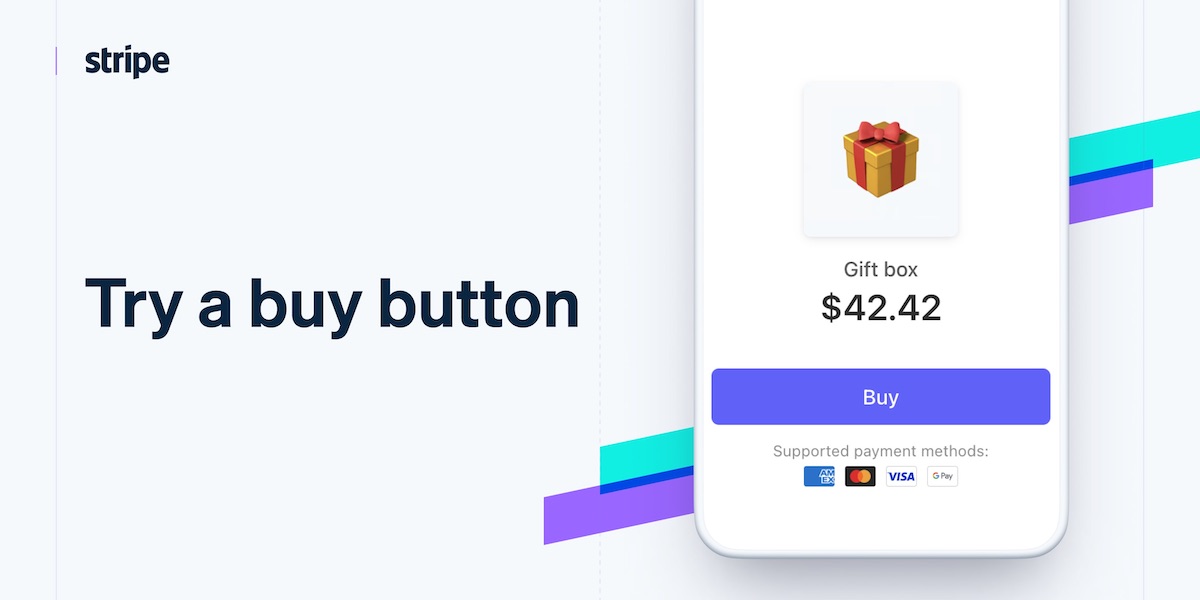 stripe
Try a buy button
Gift box
$42.42
Buy
Supported payment methods:
AM EX VISA G Pay